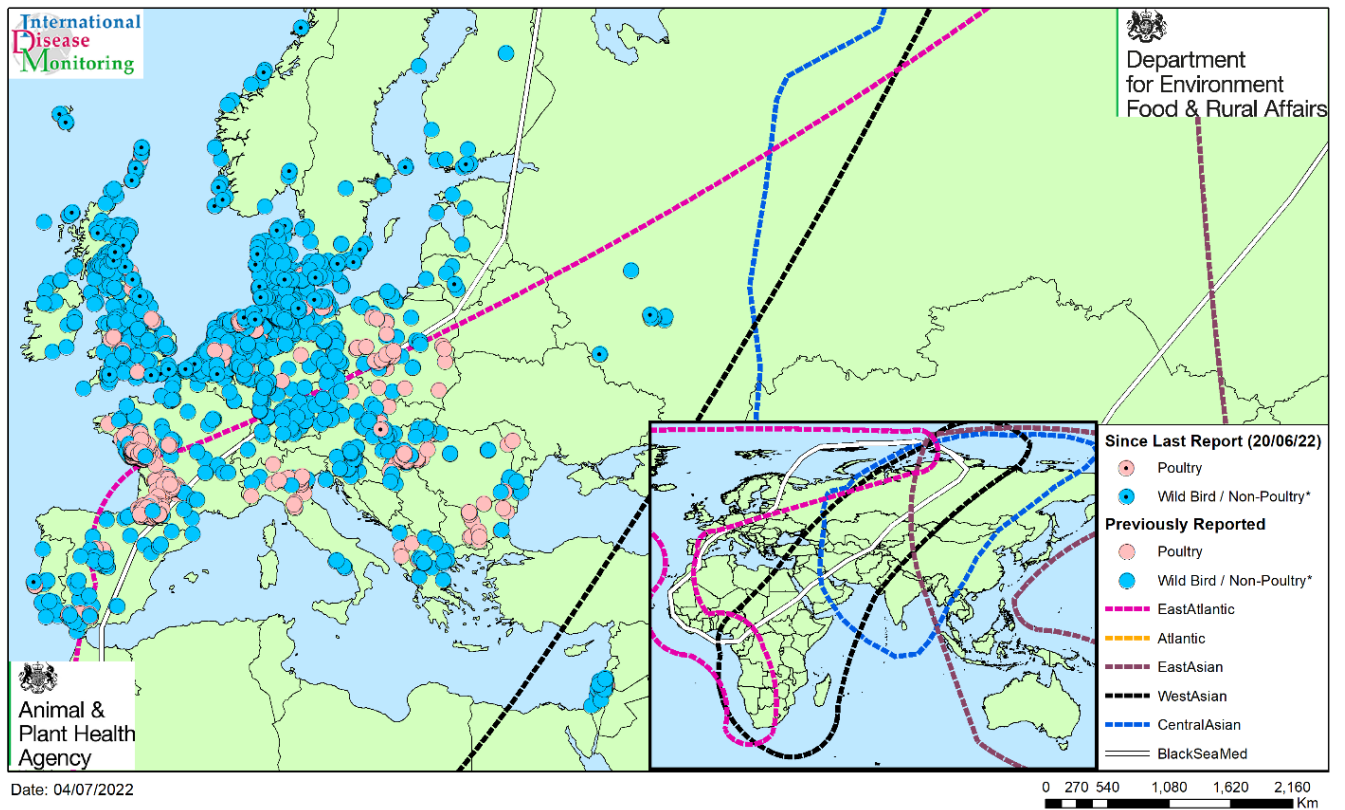 International
Disease
Monitoring
Department
for Environment
Food & Rural Affairs
Since Last Report (20/06/22)
Poultry
Wild Bird / Non-Poultry*
Previously Reported
Poultry
Wild Bird / Non-Poultry*
EastAtlantic
Atlantic
EastAsian
WestAsian
CentralAsian
BlackSeaMed
Animal &
Plant Health
Agency
Date: 04/07/2022
0 270 540 1,080 1,620 2,160
Km